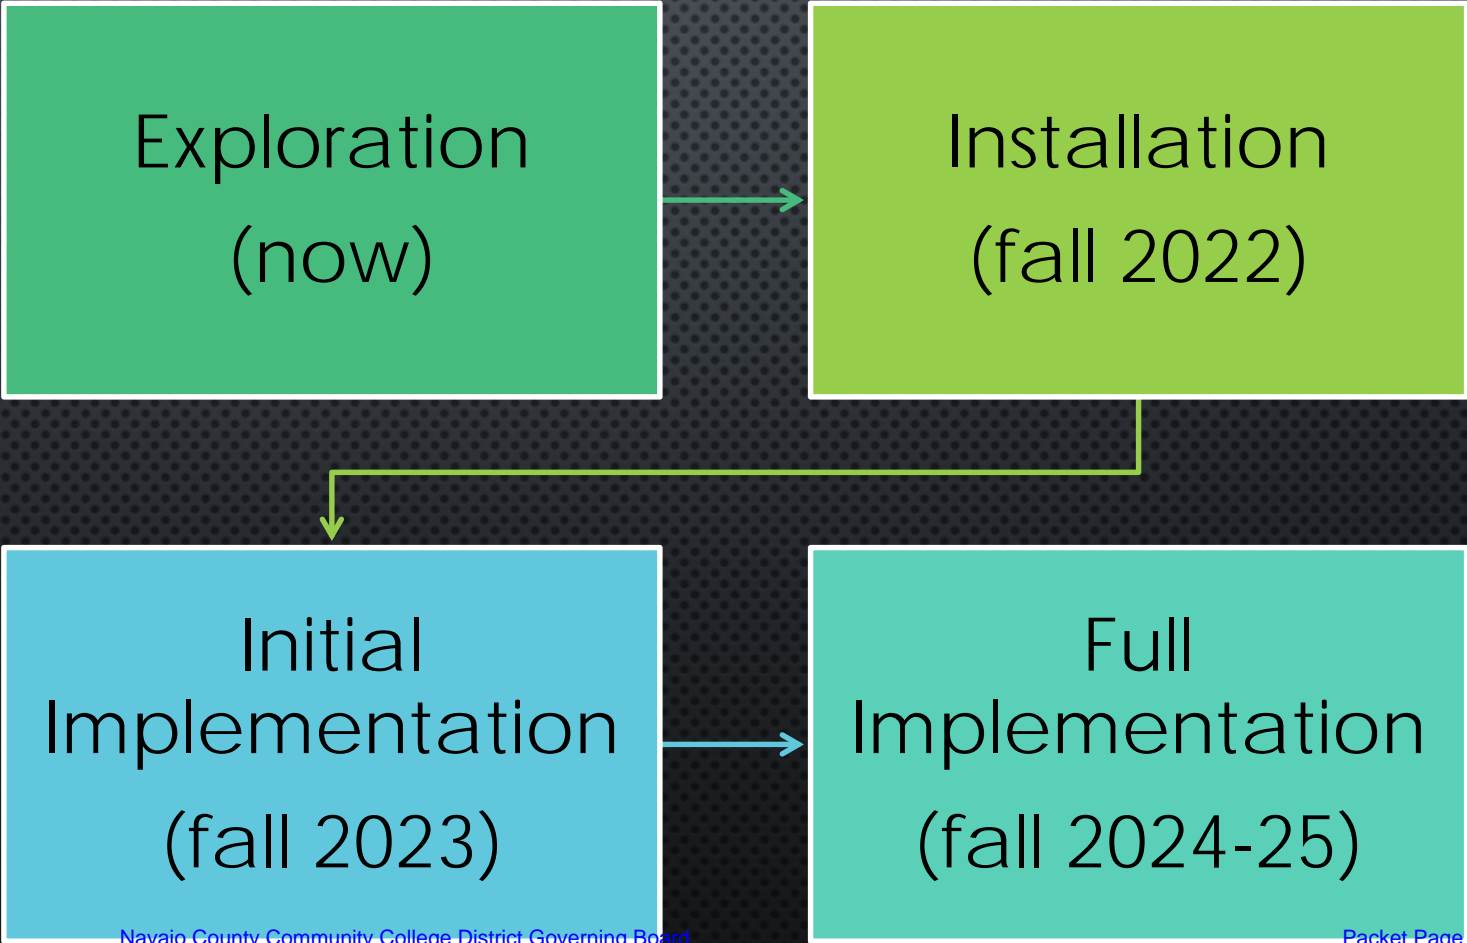 Exploration
(now)
Installation
(fall 2022)
Initial
Implementation
(fall 2023)
Full
Implementation
(fall 2024-25)
Navajo County Community College District Governing Board
Packet Page